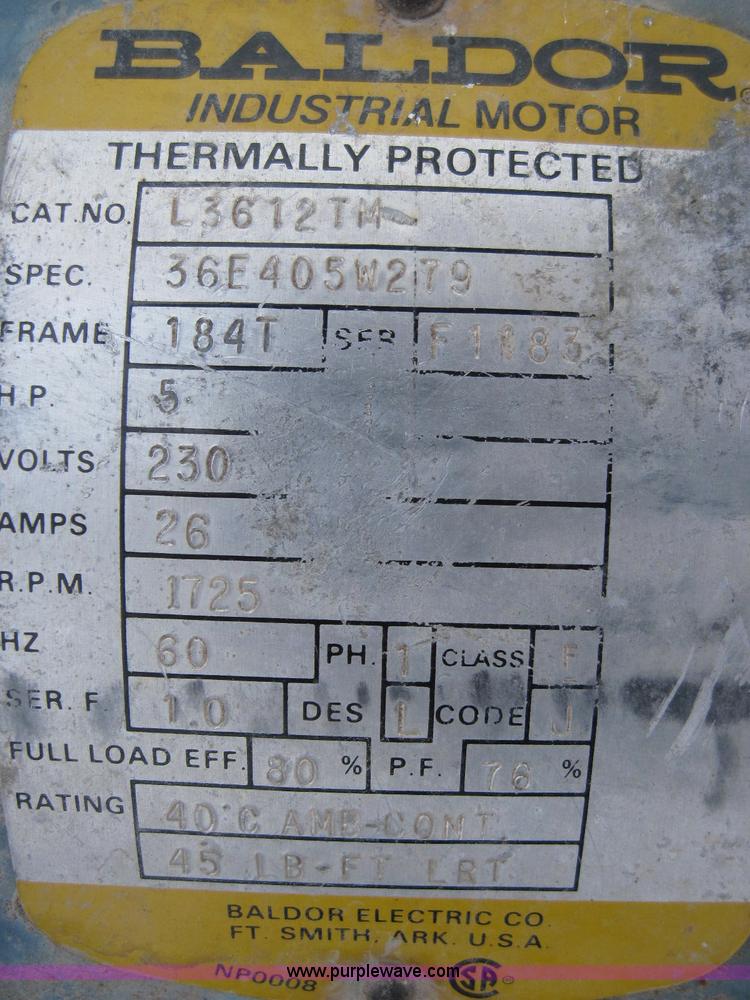 BALDOR
INDUSTRIAL MOTOR
THERMALLY PROTECTED
CAT.NO. L3612TM
SPEC. 36E405W279
FRAME 184T SER
H.P. 5
VOLTS 230
AMPS 26
R.P.M. 1725
HZ 60 PH. 1 CLASS F
SER. F. 1.0 DES L CODE J
FULL LOAD EFF. 80 % P.F. 76 %
RATING 40°C AMB-CONT
45 LB-FT LRT
BALDOR ELECTRIC CO.
FT. SMITH, ARK. U.S.A.
NP0008 www.purplewave.com SA ®